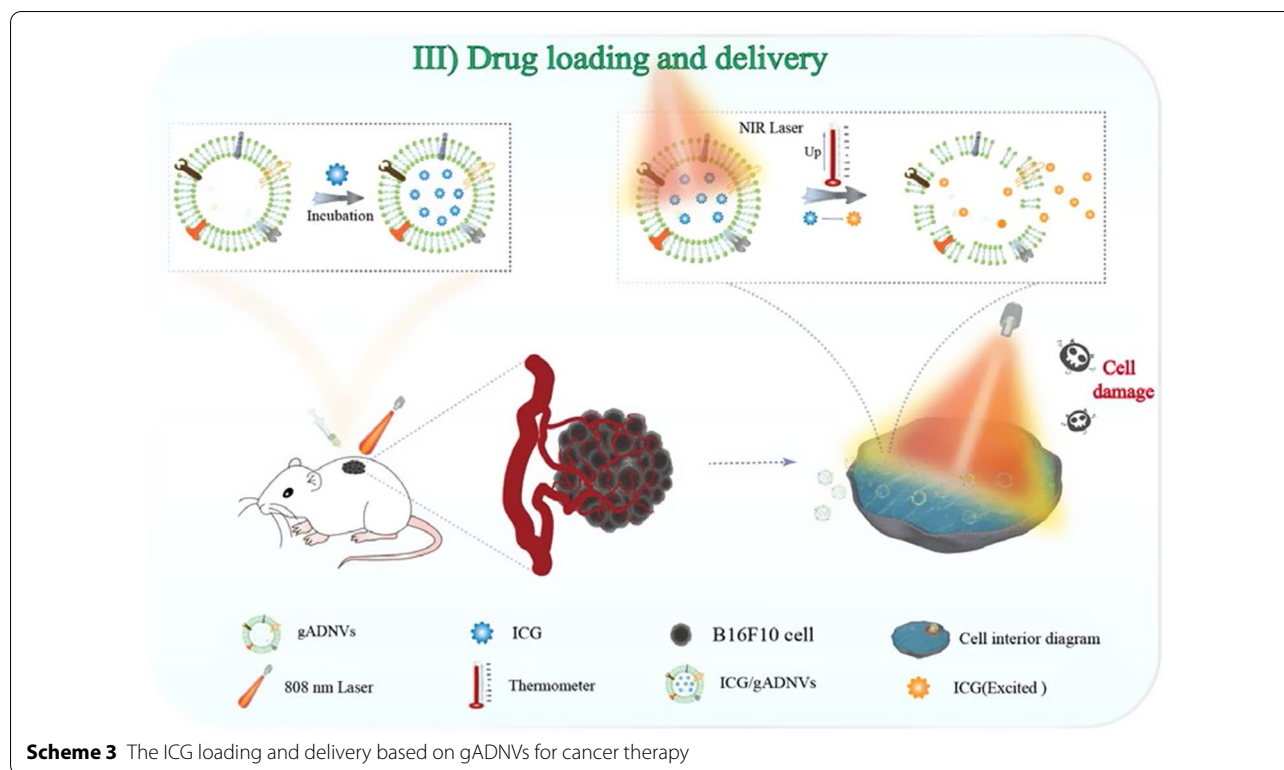 III) Drug loading and delivery
Incubation
NIR Laser
Up
Cell
damage
gADNVs
ICG
B16F10 cell
Cell interior diagram
808 nm Laser
Thermometer
ICG/gADNVs
ICG(Excited )
Scheme 3 The ICG loading and delivery based on gADNVs for cancer therapy